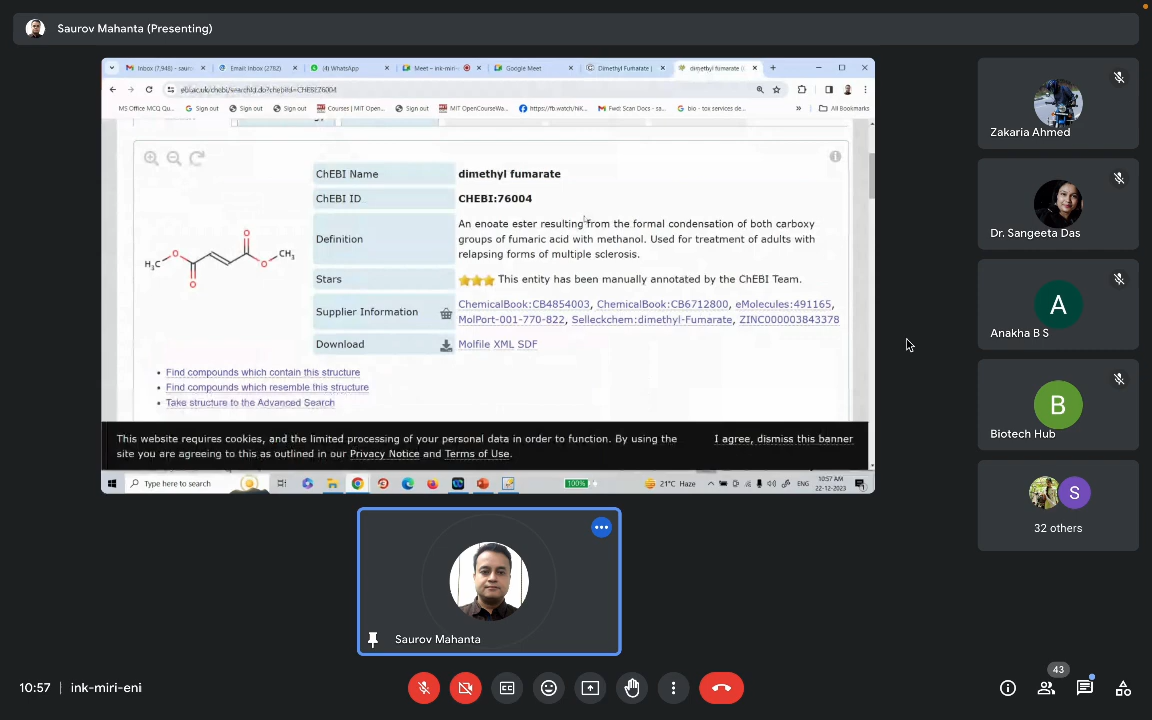 Saurov Mahanta (Presenting)
Inbox (7,948) - saurc
Email: Inbox (2782)
(4) WhatsApp
Meet – ink-miri-
Google Meet
Dimethyl Fumarate |
dimethyl fumarate (
ebi.ac.uk/chebi/searchId.do?chebiId=CHEBI:76004
MS Office MCQ Qu...
Sign out
Sign out
Sign out
Courses | MIT Open...
Sign out
MIT OpenCourseWa...
https://fb.watch/hiK...
Fwd: Scan Docs - sa...
bio - tox services de...
»
All Bookmarks
ChEBI Name dimethyl fumarate
ChEBI ID CHEBI:76004
Definition
An enoate ester resulting from the formal condensation of both carboxy
groups of fumaric acid with methanol. Used for treatment of adults with
relapsing forms of multiple sclerosis.
H₃C O O O O CH₃
Stars This entity has been manually annotated by the ChEBI Team.
Supplier Information
ChemicalBook:CB4854003, ChemicalBook:CB6712800, eMolecules:491165,
MolPort-001-770-822, Selleckchem:dimethyl-Fumarate, ZINC000003843378
Download Molfile XML SDF
• Find compounds which contain this structure
• Find compounds which resemble this structure
• Take structure to the Advanced Search
This website requires cookies, and the limited processing of your personal data in order to function. By using the
site you are agreeing to this as outlined in our Privacy Notice and Terms of Use.
I agree, dismiss this banner
Type here to search
100%
21°C Haze
ENG
10:57 AM
22-12-2023
Zakaria Ahmed
Dr. Sangeeta Das
A
Anakha B S
B
Biotech Hub
S
32 others
Saurov Mahanta
10:57 | ink-miri-eni
43